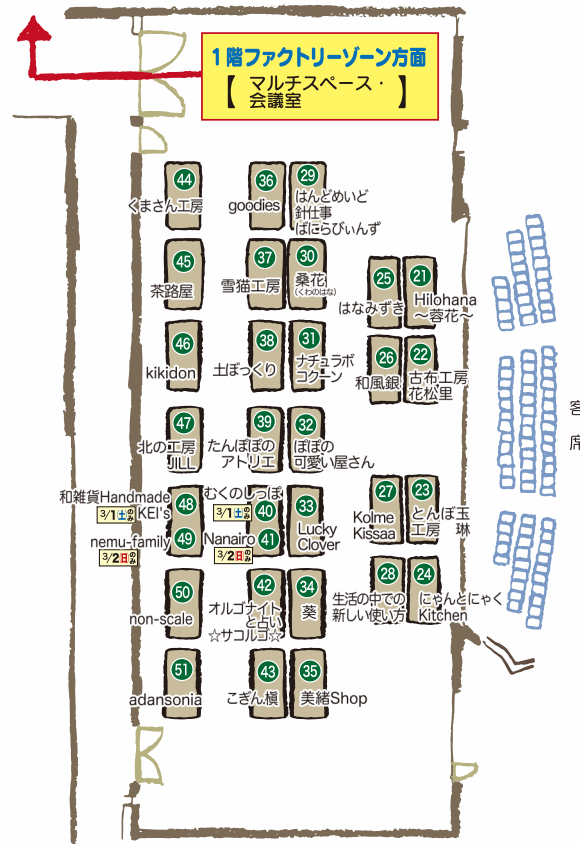 1階ファクトリーゾーン方面
【 マルチスペース・
会議室 】
44
くまさん工房
36
goodies
29
はんどめいど
針仕事
ばにらびぃんず
45
茶路屋
37
雪猫工房
30
桑花
(くわのはな)
25
はなみずき
21
Hilohana
～蓉花～
46
kikidon
38
土ぼっくり
31
ナチュラボ
コクーン
26
和風銀
22
古布工房
花松里
47
北の工房
JILL
39
たんぽぽの
アトリエ
32
ぽぽの
可愛い屋さん
客
席
和雑貨Handmade
KEI's
48
3/1土のみ
むくのしっぽ
40
3/1土のみ
33
Lucky
Clover
27
Kolme
Kissaa
23
とんぼ玉
工房 琳
nemu-family
49
3/2日のみ
Nanairo
41
3/2日のみ
50
non-scale
42
オルゴナイト
と占い
☆サコルゴ☆
34
葵
28
生活の中での
新しい使い方
24
にゃんとにゃく
Kitchen
51
adansonia
43
こぎん槇
35
美緒Shop